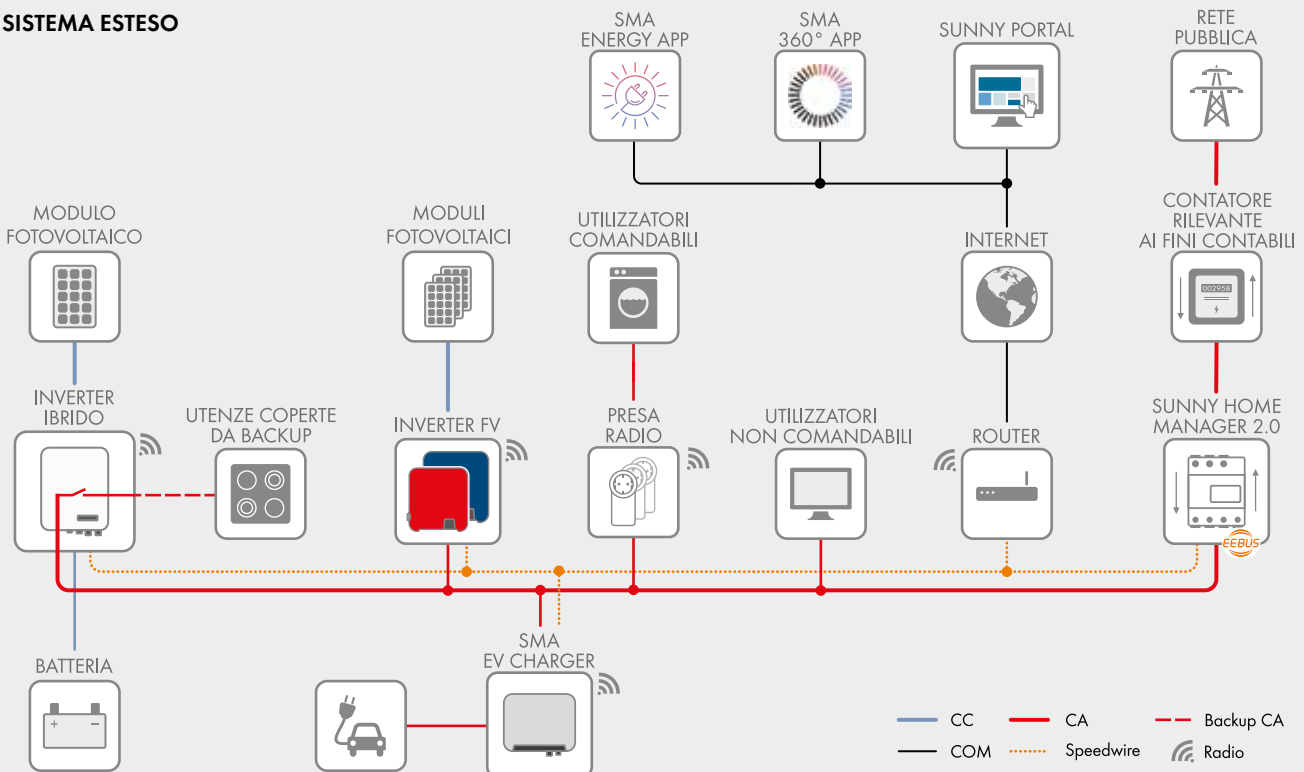 SISTEMA ESTESO
SMA
ENERGY APP
SMA
360° APP
SUNNY PORTAL
RETE
PUBBLICA
MODULO
FOTOVOLTAICO
MODULI
FOTOVOLTAICI
UTILIZZATORI
COMANDABILI
INTERNET
CONTATORE
RILEVANTE
AI FINI CONTABILI
002958
INVERTER
IBRIDO
UTENZE COPERTE
DA BACKUP
INVERTER FV
PRESA
RADIO
UTILIZZATORI
NON COMANDABILI
ROUTER
SUNNY HOME
MANAGER 2.0
EEBUS
BATTERIA
SMA
EV CHARGER
CC
CA
Backup CA
COM
Speedwire
Radio